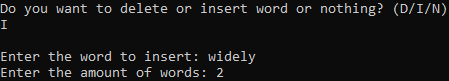 Do you want to delete or insert word or nothing? (D/I/N)
I
Enter the word to insert: widely
Enter the amount of words: 2